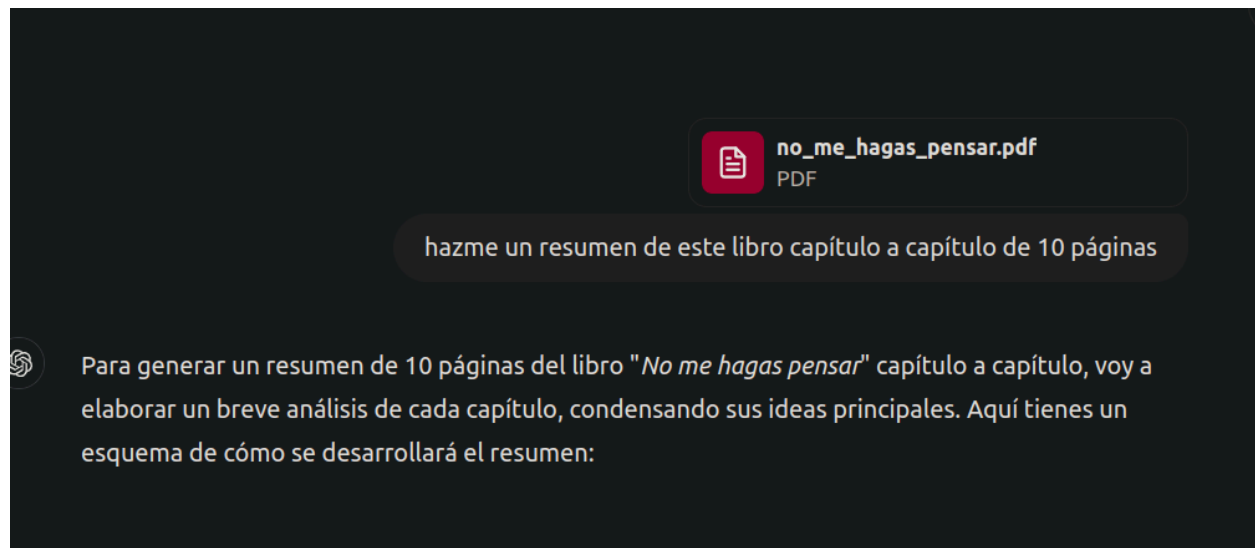 no_me_hagas_pensar.pdf
PDF
hazme un resumen de este libro capítulo a capítulo de 10 páginas
Para generar un resumen de 10 páginas del libro "No me hagas pensar" capítulo a capítulo, voy a
elaborar un breve análisis de cada capítulo, condensando sus ideas principales. Aquí tienes un
esquema de cómo se desarrollará el resumen: